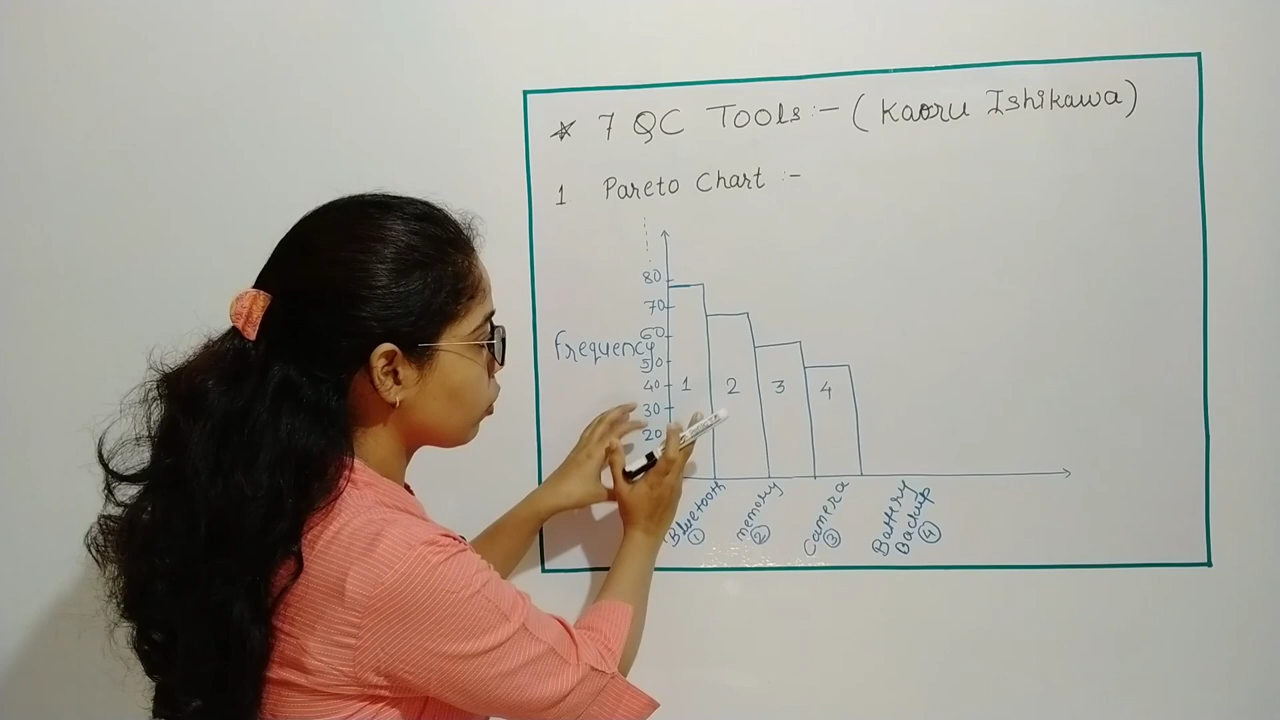 ★ 7 QC TOOLS :- (Kaoru Ishikawa)
1 Pareto Chart :-
80
70
60
Frequency
50
40
30
20
1 2 3 4
Bluetooth ①
memory ②
Camera ③
Battery Backup ④